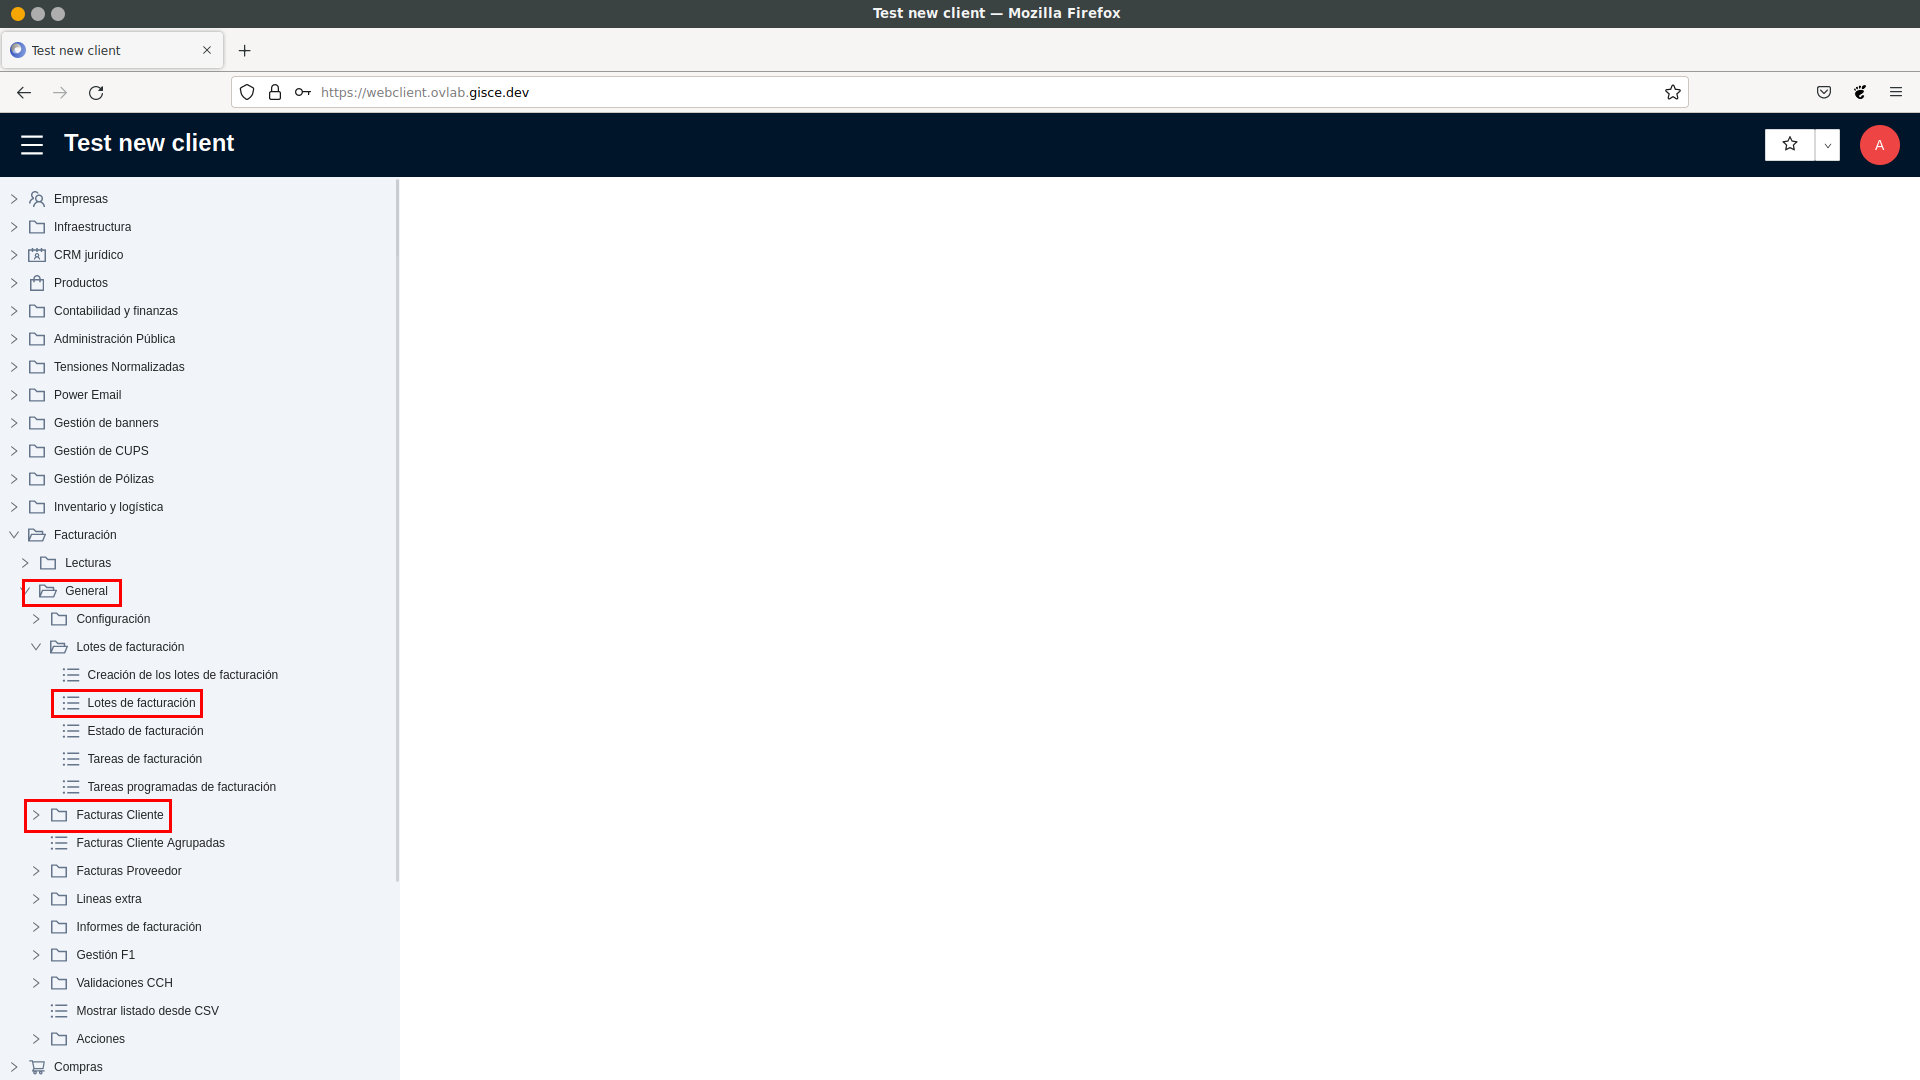 Test new client — Mozilla Firefox
Test new client
https://webclient.ovlab.gisce.dev
Test new client
A
Empresas
Infraestructura
CRM jurídico
Productos
Contabilidad y finanzas
Administración Pública
Tensiones Normalizadas
Power Email
Gestión de banners
Gestión de CUPS
Gestión de Pólizas
Inventario y logística
Facturación
Lecturas
General
Configuración
Lotes de facturación
Creación de los lotes de facturación
Lotes de facturación
Estado de facturación
Tareas de facturación
Tareas programadas de facturación
Facturas Cliente
Facturas Cliente Agrupadas
Facturas Proveedor
Lineas extra
Informes de facturación
Gestión F1
Validaciones CCH
Mostrar listado desde CSV
Acciones
Compras